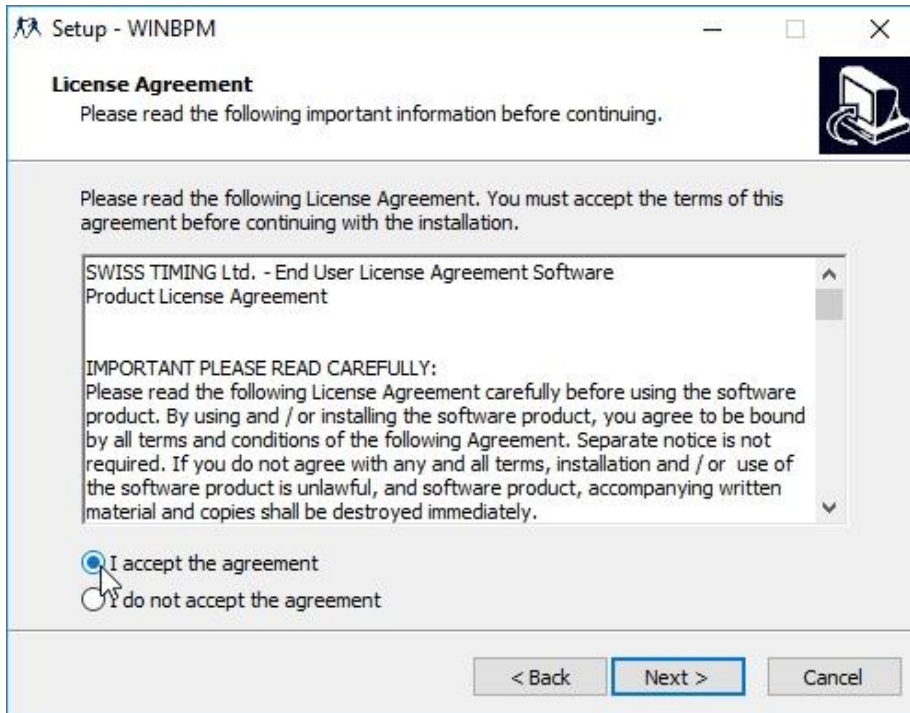 Setup - WINBPM
License Agreement
Please read the following important information before continuing.
Please read the following License Agreement. You must accept the terms of this
agreement before continuing with the installation.
SWISS TIMING Ltd. - End User License Agreement Software
Product License Agreement
IMPORTANT PLEASE READ CAREFULLY:
Please read the following License Agreement carefully before using the software
product. By using and / or installing the software product, you agree to be bound
by all terms and conditions of the following Agreement. Separate notice is not
required. If you do not agree with any and all terms, installation and / or  use of
the software product is unlawful, and software product, accompanying written
material and copies shall be destroyed immediately.
I accept the agreement
I do not accept the agreement
< Back Next > Cancel